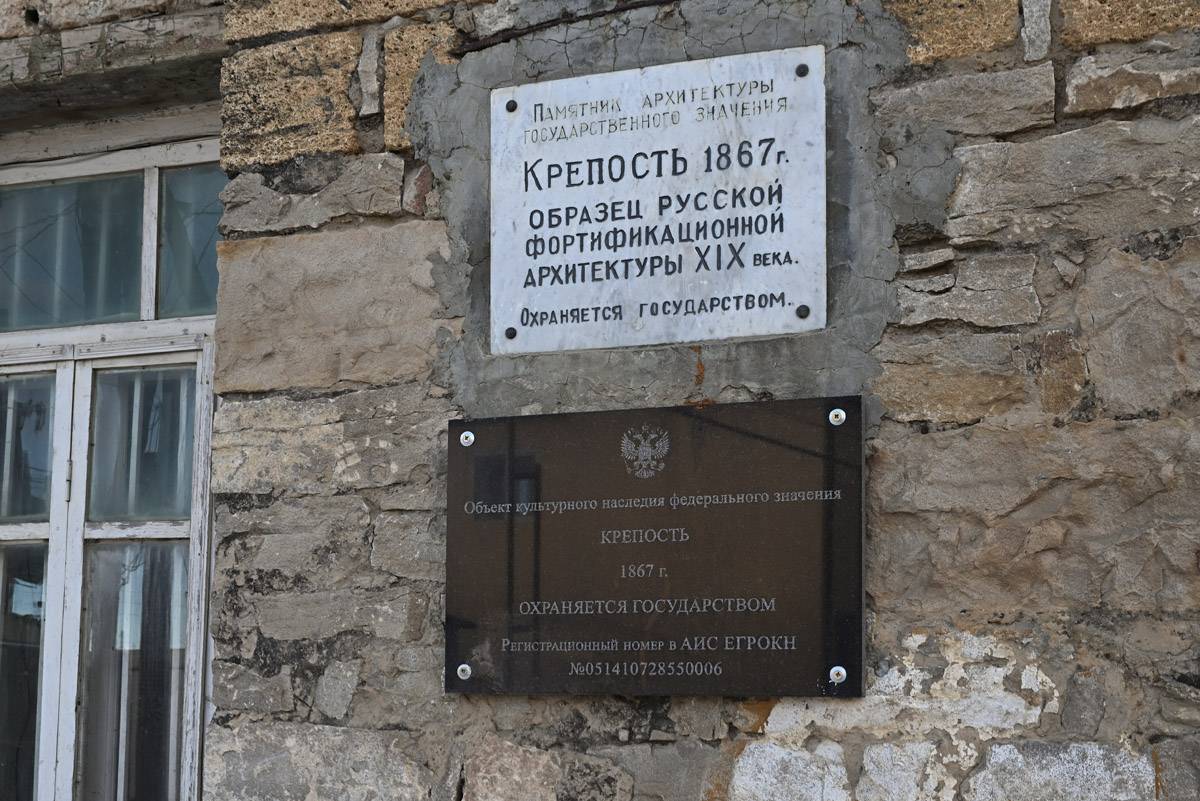 Памятник архитектуры
государственного значения
Крепость 1867г.
образец русской
фортификационной
архитектуры XIX века.
Охраняется государством.
Объект культурного наследия федерального значения
КРЕПОСТЬ
1867 г.
ОХРАНЯЕТСЯ ГОСУДАРСТВОМ
Регистрационный номер в АИС ЕГРОКН
№051410728550006